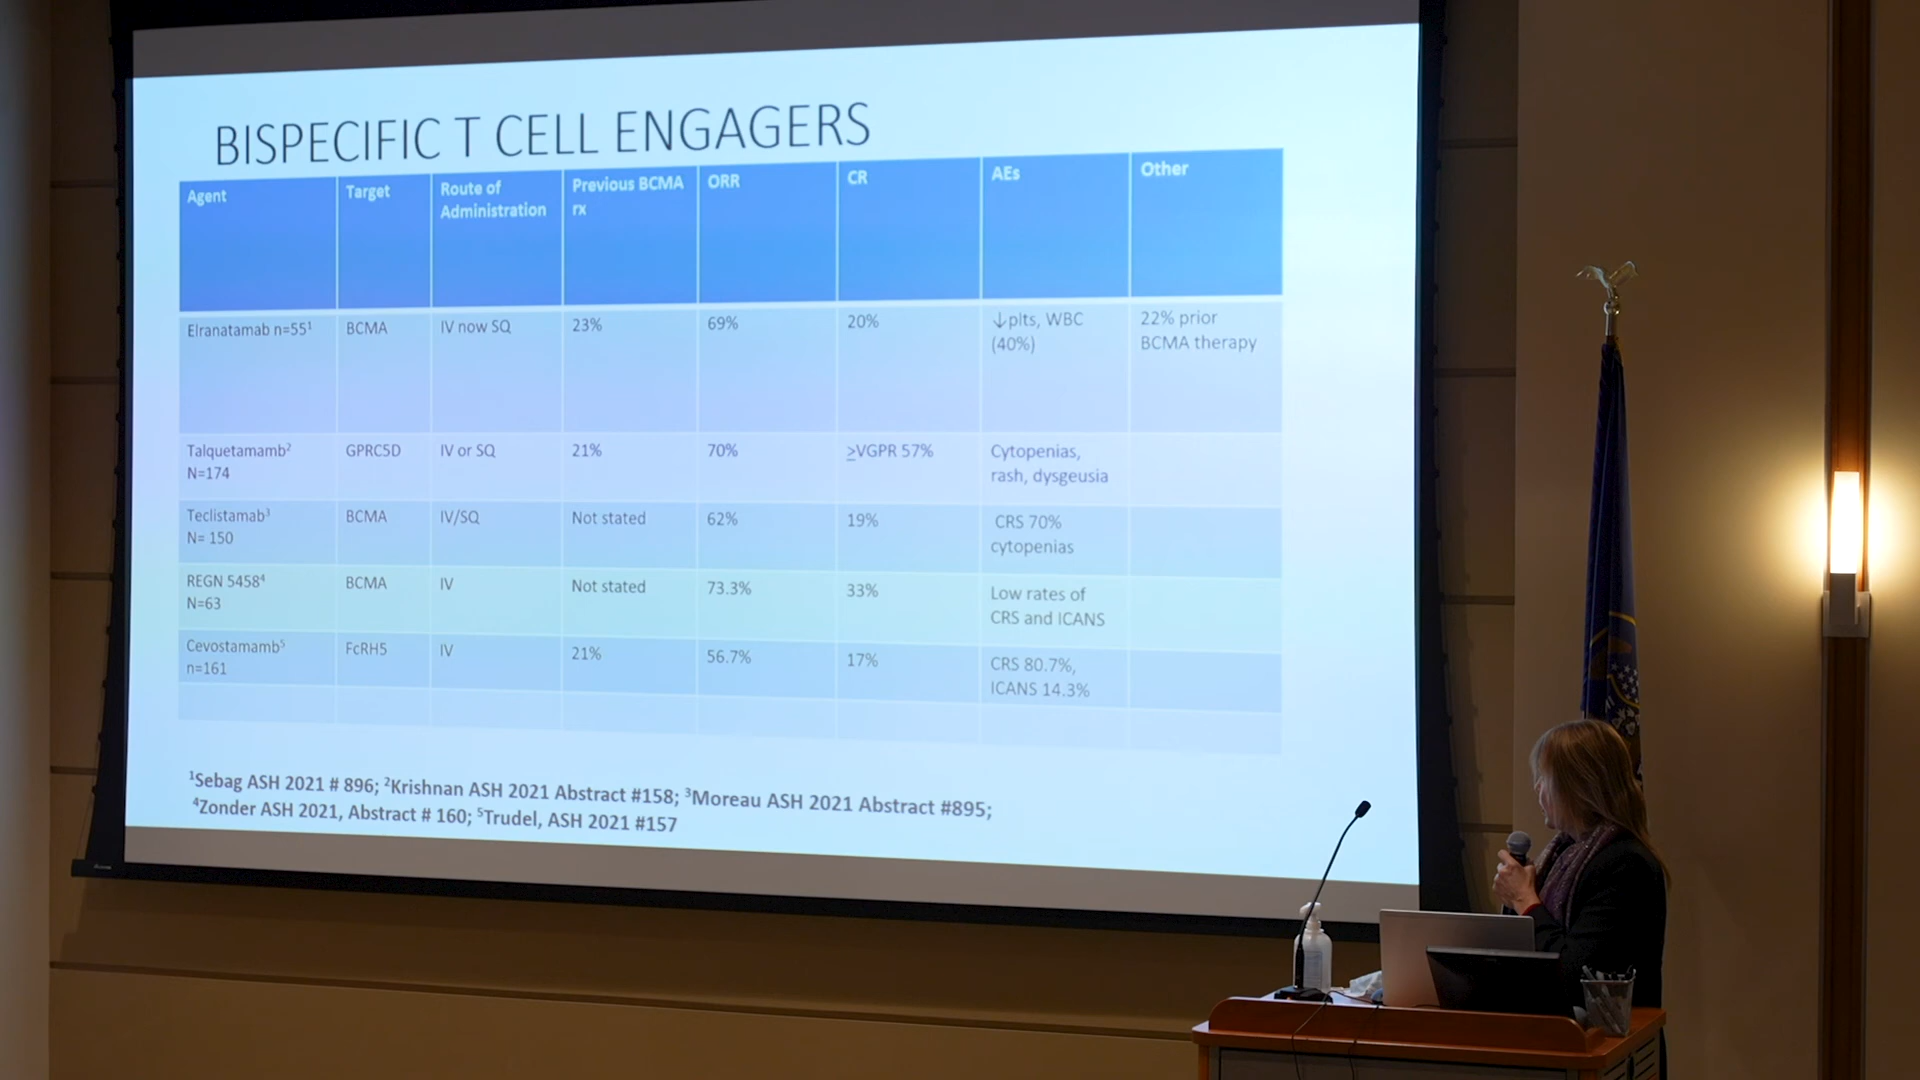 BISPECIFIC T CELL ENGAGERS
Agent
Target
Route of
Administration
Previous BCMA
rx
ORR
CR
AEs
Other
Elranatamab n=55¹
BCMA
IV now SQ
23%
69%
20%
↓plts, WBC
(40%)
22% prior
BCMA therapy
Talquetamamb²
N=174
GPRC5D
IV or SQ
21%
70%
≥VGPR 57%
Cytopenias,
rash, dysgeusia
Teclistamab³
N= 150
BCMA
IV/SQ
Not stated
62%
19%
CRS 70%
cytopenias
REGN 5458⁴
N=63
BCMA
IV
Not stated
73.3%
33%
Low rates of
CRS and ICANS
Cevostamamb⁵
n=161
FcRH5
IV
21%
56.7%
17%
CRS 80.7%,
ICANS 14.3%
¹Sebag ASH 2021 # 896; ²Krishnan ASH 2021 Abstract #158; ³Moreau ASH 2021 Abstract #895;
⁴Zonder ASH 2021, Abstract # 160; ⁵Trudel, ASH 2021 #157